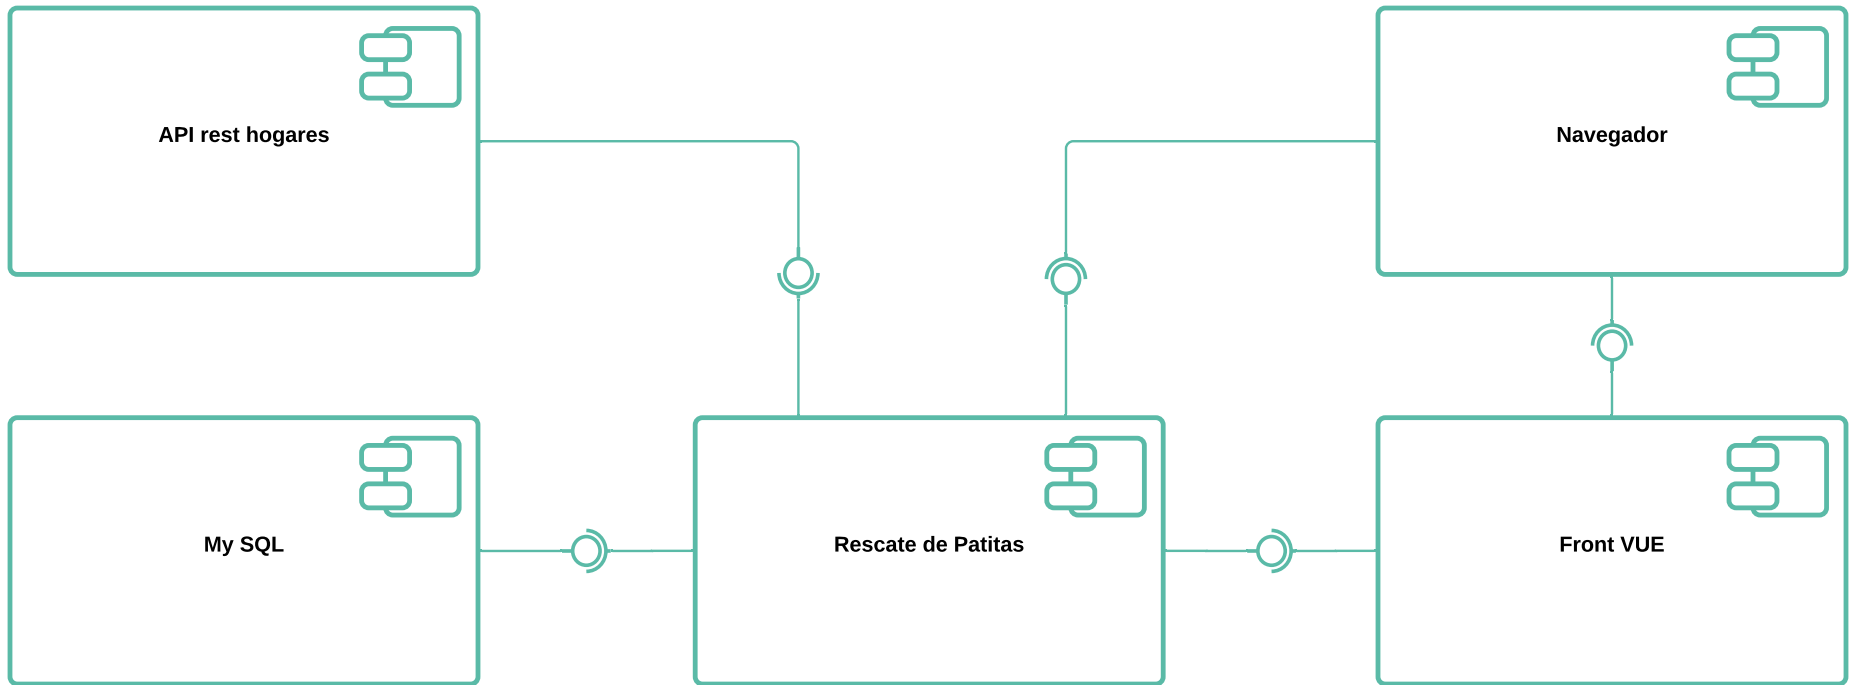 API rest hogares
Navegador
My SQL
Rescate de Patitas
Front VUE